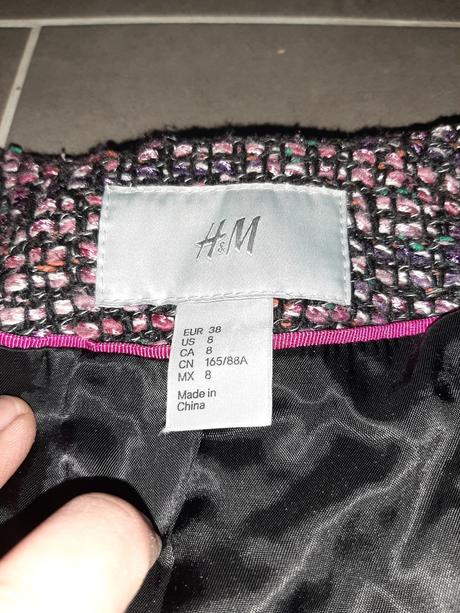 H&M
EUR 38
US 8
CA 8
CN 165/88A
MX 8
Made in
China